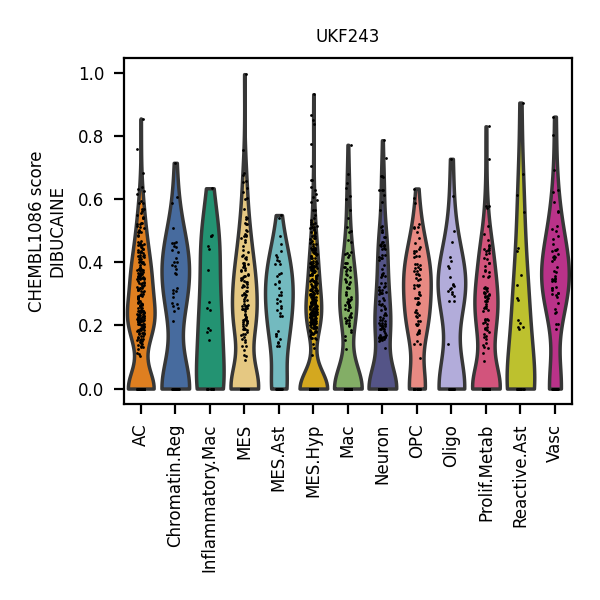 UKF243
CHEMBL1086 score
DIBUCAINE
1.0
0.8
0.6
0.4
0.2
0.0
AC
Chromatin.Reg
Inflammatory.Mac
MES
MES.Ast
MES.Hyp
Mac
Neuron
OPC
Oligo
Prolif.Metab
Reactive.Ast
Vasc